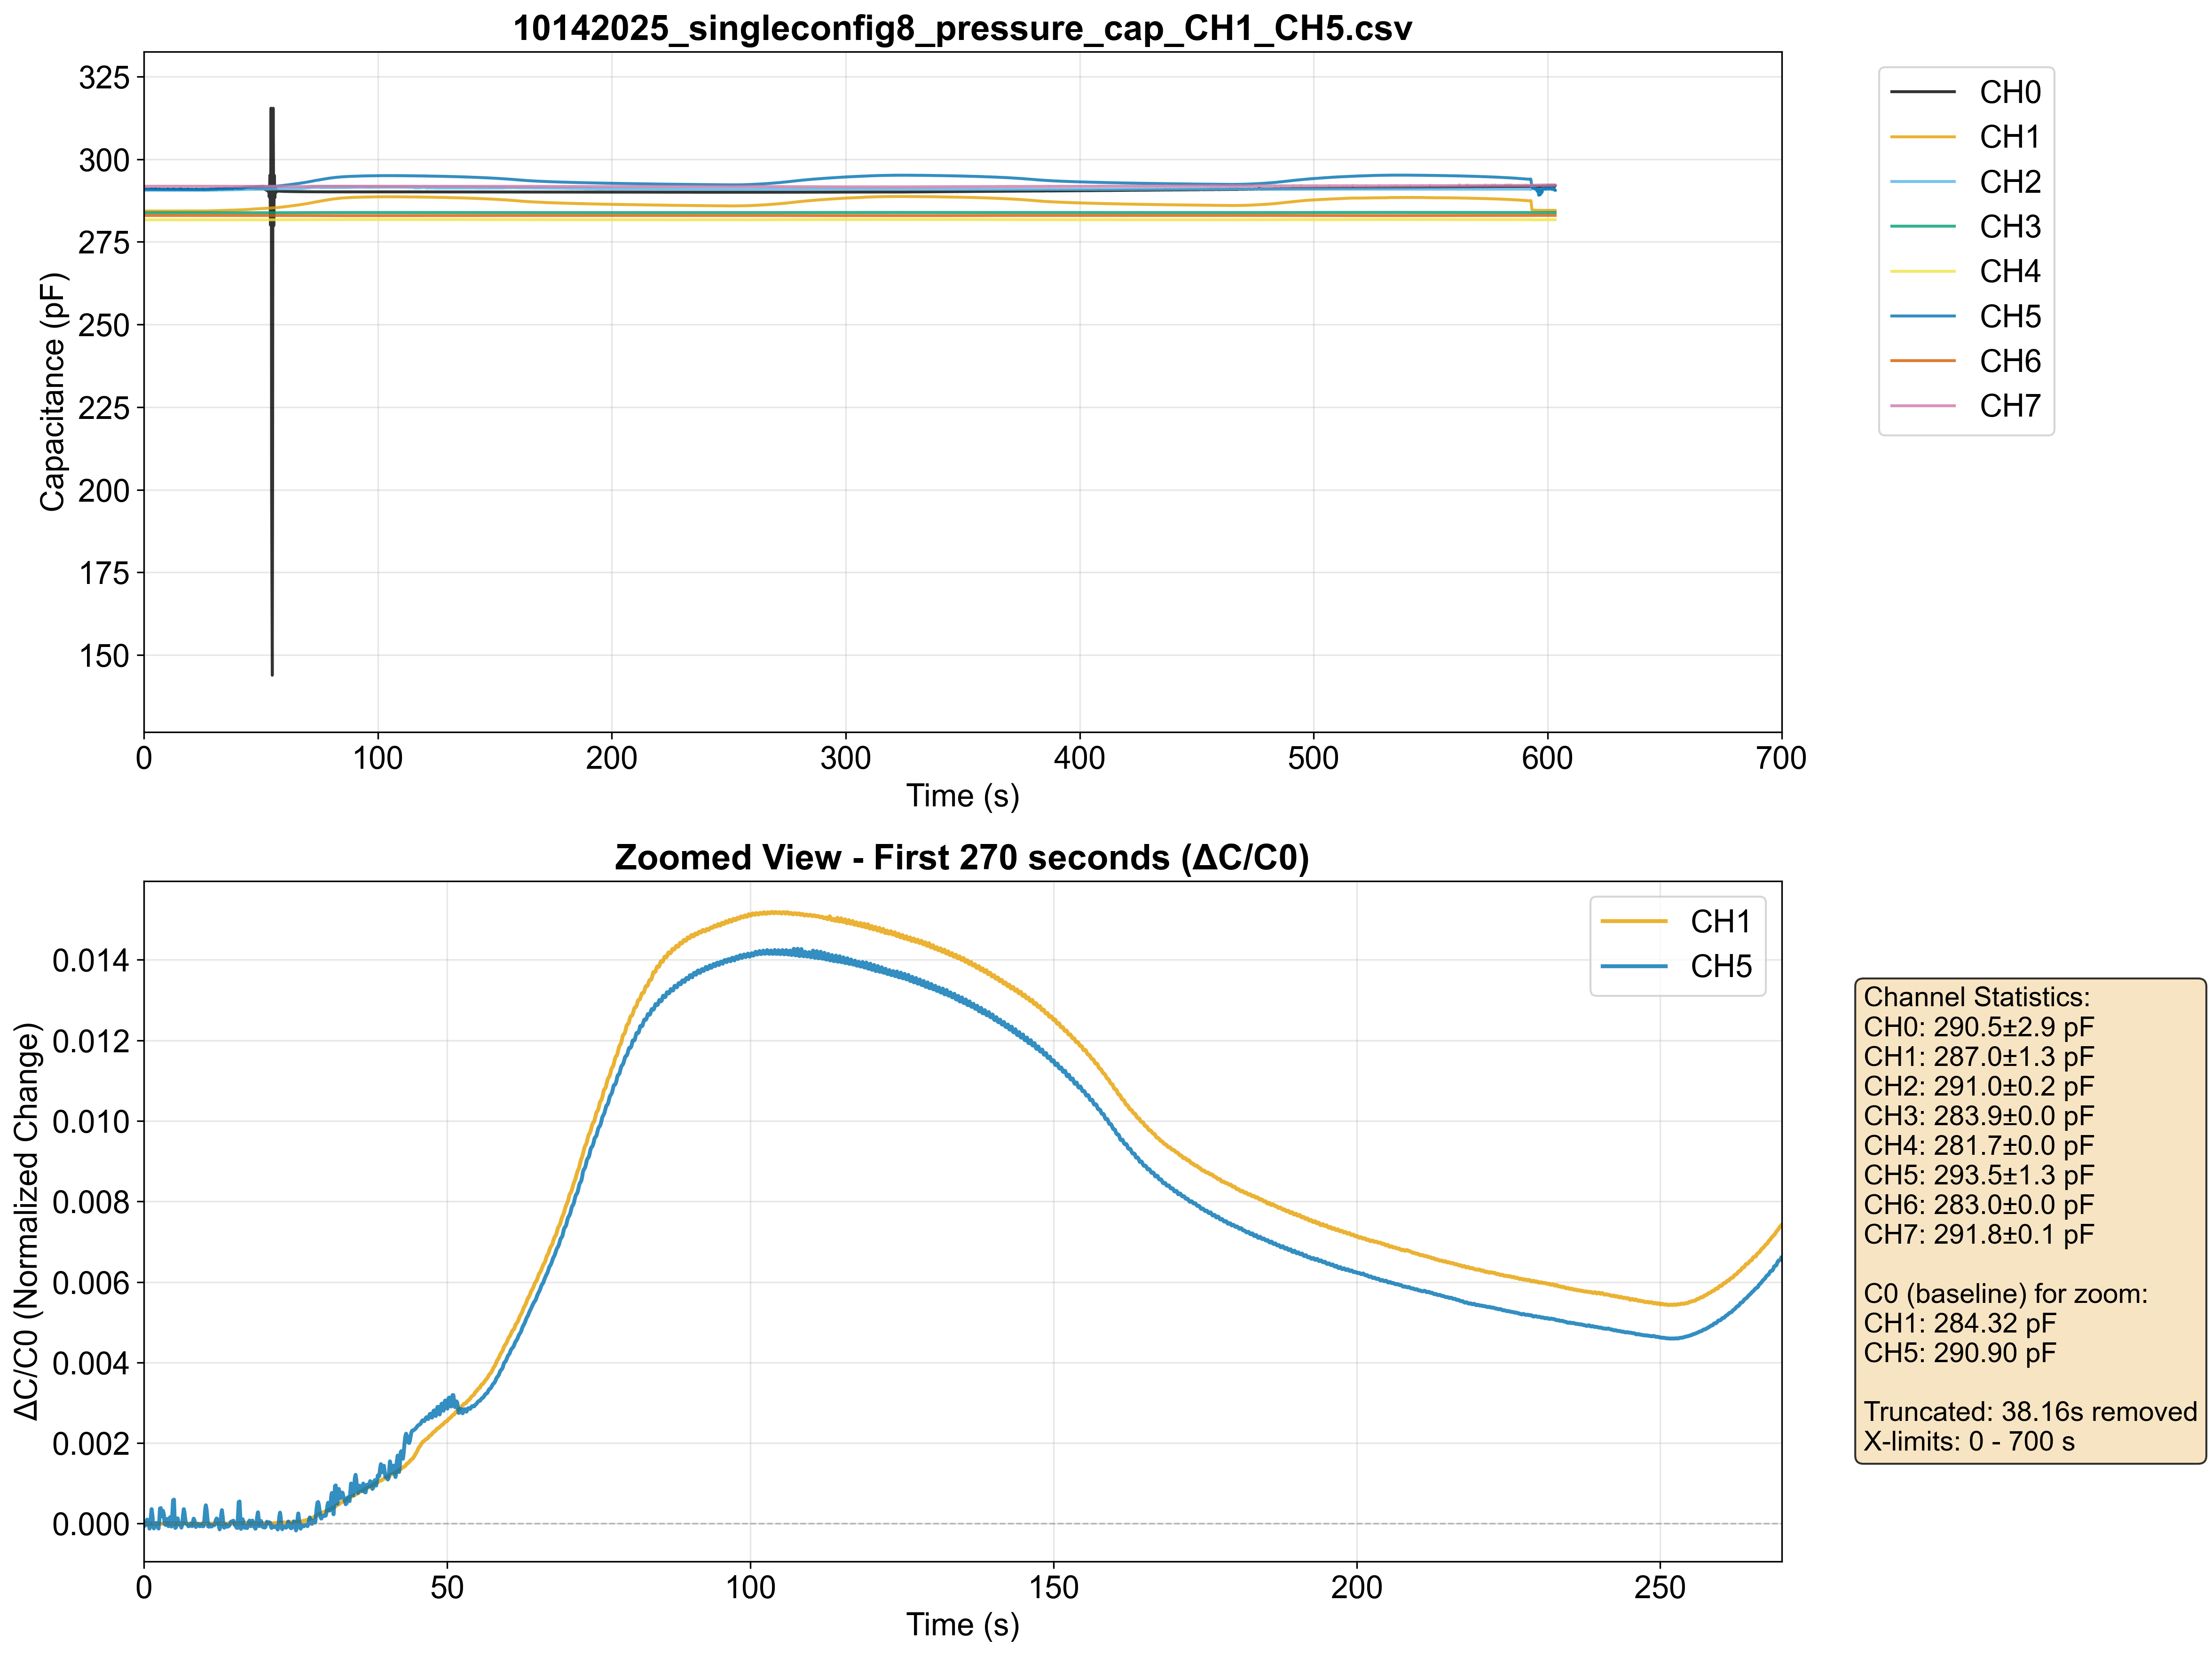 10142025_singleconfig8_pressure_cap_CH1_CH5.csv
325
300
275
250
225
200
175
150
Capacitance (pF)
0 100 200 300 400 500 600 700
Time (s)
CH0
CH1
CH2
CH3
CH4
CH5
CH6
CH7
Zoomed View - First 270 seconds (ΔC/C0)
0.014
0.012
0.010
0.008
0.006
0.004
0.002
0.000
ΔC/C0 (Normalized Change)
0 50 100 150 200 250
Time (s)
CH1
CH5
Channel Statistics:
CH0: 290.5±2.9 pF
CH1: 287.0±1.3 pF
CH2: 291.0±0.2 pF
CH3: 283.9±0.0 pF
CH4: 281.7±0.0 pF
CH5: 293.5±1.3 pF
CH6: 283.0±0.0 pF
CH7: 291.8±0.1 pF
C0 (baseline) for zoom:
CH1: 284.32 pF
CH5: 290.90 pF
Truncated: 38.16s removed
X-limits: 0 - 700 s